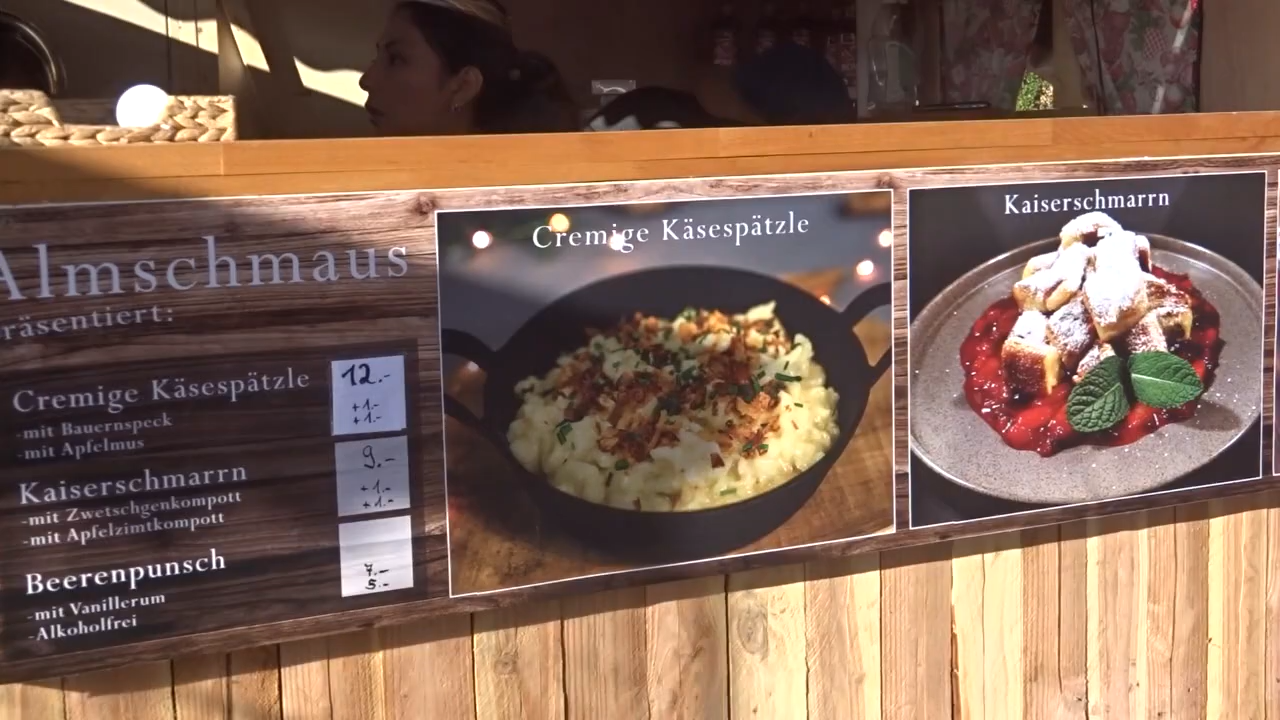 Almschmaus
räsentiert:
Cremige Käsespätzle 12.-
-mit Bauernspeck +1.-
-mit Apfelmus +1.-
Kaiserschmarrn 9.-
-mit Zwetschgenkompott +1.-
-mit Apfelzimtkompott +1.-
Beerenpunsch
-mit Vanillerum 7.-
-Alkoholfrei 5.-
Cremige Käsespätzle
Kaiserschmarrn